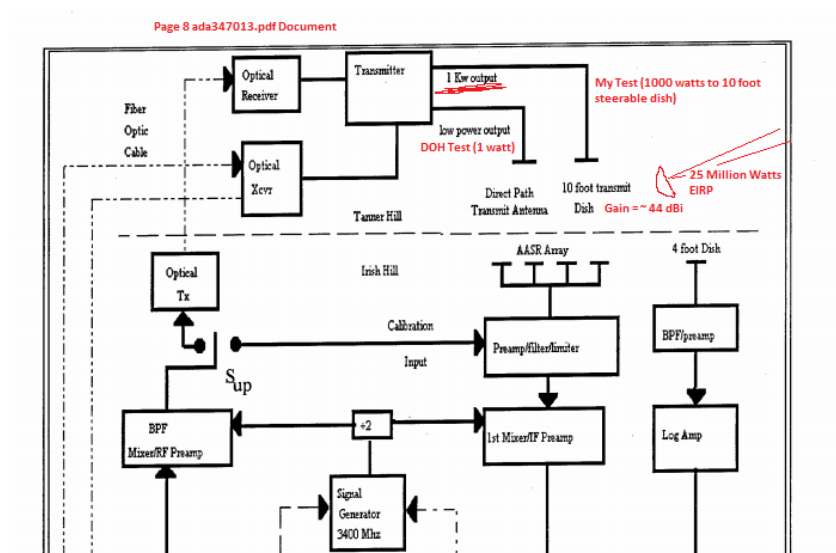 Page 8 ada347013.pdf Document
Optical
Receiver
Transmitter
1 Kw output
My Test (1000 watts to 10 foot
steerable dish)
Fiber
Optic
Cable
low power output
DOH Test (1 watt)
Optical
Xcvr
25 Million Watts
EIRP
Direct Path
Transmit Antenna
10 foot transmit
Dish
Gain = ~ 44 dBi
Tanner Hill
Irish Hill
AASR Array
4 foot Dish
Optical
Tx
Calibration
Input
Preamp/filter/limiter
BPF/preamp
Sup
BPF
Mixer/RF Preamp
÷2
1st Mixer/IF Preamp
Log Amp
Signal
Generator
3400 Mhz